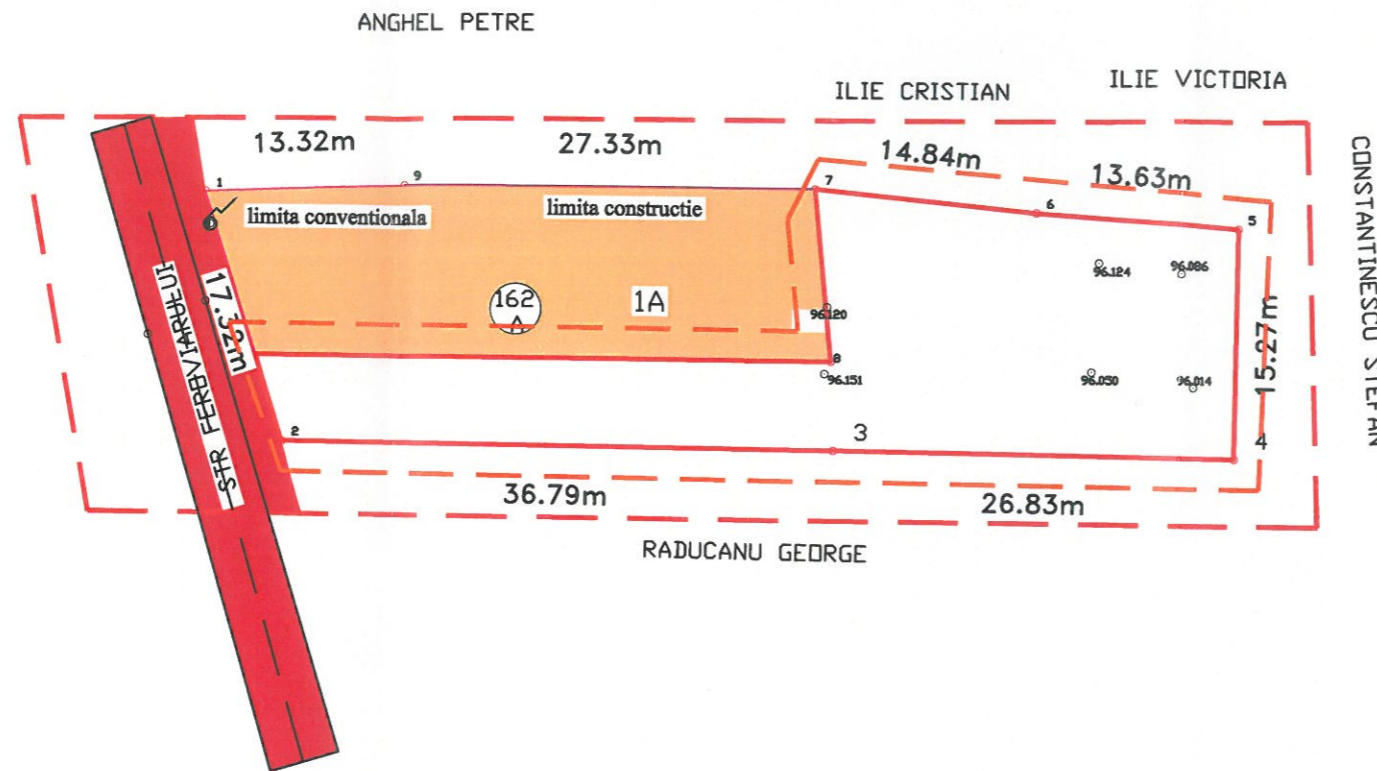 ANGHEL PETRE
ILIE CRISTIAN
ILIE VICTORIA
CONSTANTINESCU STEFAN
13.32m
27.33m
14.84m
13.63m
1
9
7
6
5
limita conventionala
limita constructie
96.124
96.086
STR FEROVIARULUI
17.32m
162
A
1A
96.120
15.27m
8
96.151
96.050
96.014
2
3
4
36.79m
26.83m
RADUCANU GEORGE